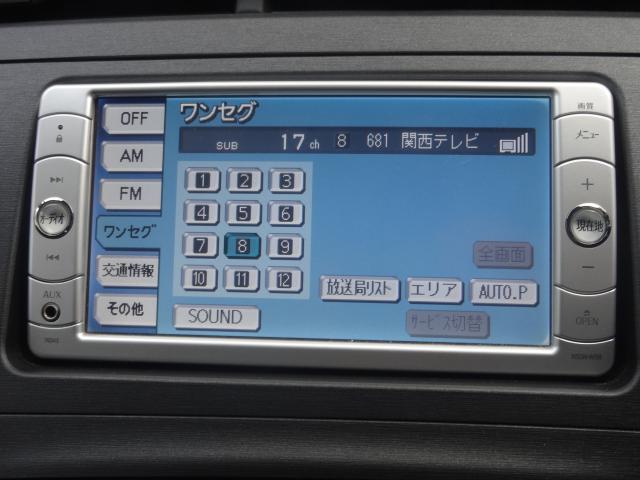 画質
OFF
ワンセグ
SUB 17ch 8 681 関西テレビ
メニュー
AM
1 2 3
FM
4 5 6
オーディオ
現在地
ワンセグ
7 8 9
全画面
交通情報
10 11 12
放送局リスト エリア AUTO.P
AUX
その他
SOUND
サービス切替
OPEN